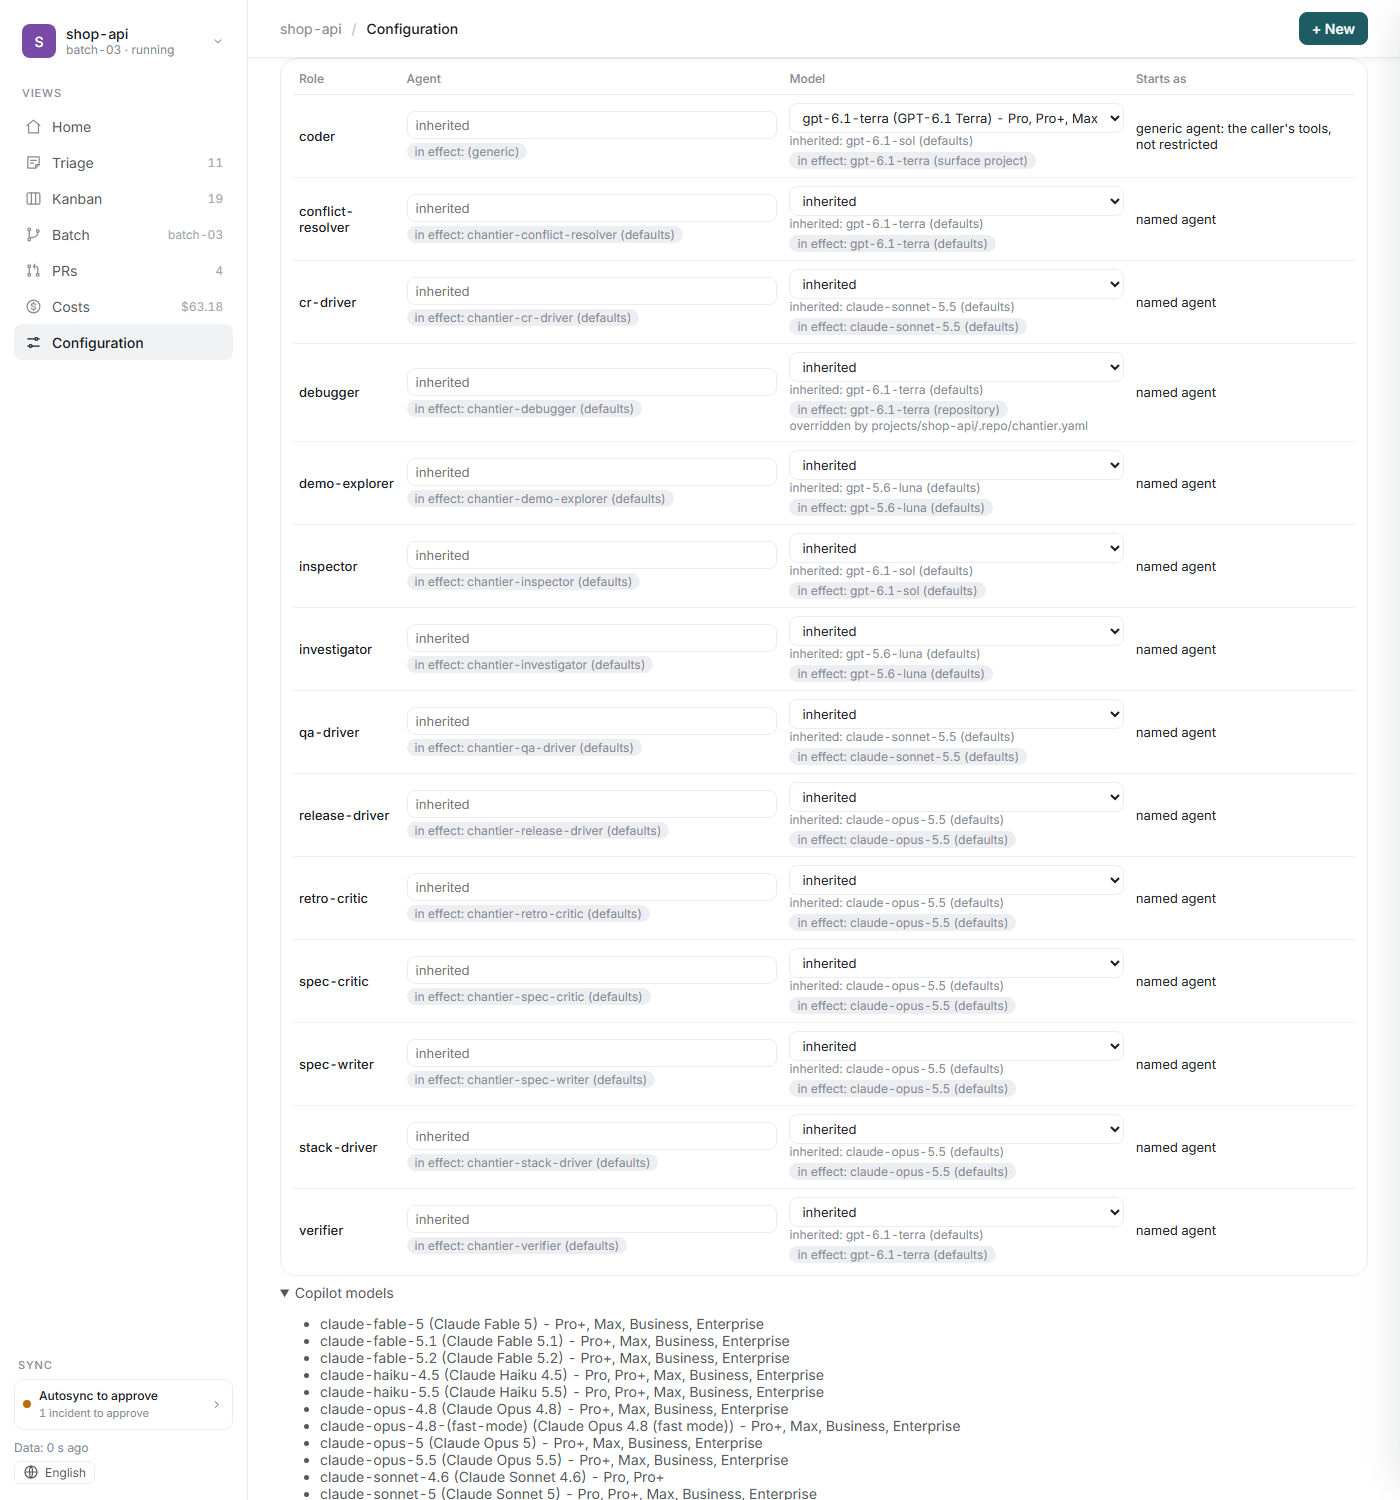 S
shop-api
batch-03 · running
VIEWS
Home
Triage 11
Kanban 19
Batch batch-03
PRs 4
Costs $63.18
Configuration
SYNC
Autosync to approve
1 incident to approve
Data: 0 s ago
English
shop-api / Configuration
+ New
Role Agent Model Starts as
coder
inherited
in effect: (generic)
gpt-6.1-terra (GPT-6.1 Terra) - Pro, Pro+, Max
inherited: gpt-6.1-sol (defaults)
in effect: gpt-6.1-terra (surface project)
generic agent: the caller's tools,
not restricted
conflict-
resolver
inherited
in effect: chantier-conflict-resolver (defaults)
inherited
inherited: gpt-6.1-terra (defaults)
in effect: gpt-6.1-terra (defaults)
named agent
cr-driver
inherited
in effect: chantier-cr-driver (defaults)
inherited
inherited: claude-sonnet-5.5 (defaults)
in effect: claude-sonnet-5.5 (defaults)
named agent
debugger
inherited
in effect: chantier-debugger (defaults)
inherited
inherited: gpt-6.1-terra (defaults)
in effect: gpt-6.1-terra (repository)
overridden by projects/shop-api/.repo/chantier.yaml
named agent
demo-explorer
inherited
in effect: chantier-demo-explorer (defaults)
inherited
inherited: gpt-5.6-luna (defaults)
in effect: gpt-5.6-luna (defaults)
named agent
inspector
inherited
in effect: chantier-inspector (defaults)
inherited
inherited: gpt-6.1-sol (defaults)
in effect: gpt-6.1-sol (defaults)
named agent
investigator
inherited
in effect: chantier-investigator (defaults)
inherited
inherited: gpt-5.6-luna (defaults)
in effect: gpt-5.6-luna (defaults)
named agent
qa-driver
inherited
in effect: chantier-qa-driver (defaults)
inherited
inherited: claude-sonnet-5.5 (defaults)
in effect: claude-sonnet-5.5 (defaults)
named agent
release-driver
inherited
in effect: chantier-release-driver (defaults)
inherited
inherited: claude-opus-5.5 (defaults)
in effect: claude-opus-5.5 (defaults)
named agent
retro-critic
inherited
in effect: chantier-retro-critic (defaults)
inherited
inherited: claude-opus-5.5 (defaults)
in effect: claude-opus-5.5 (defaults)
named agent
spec-critic
inherited
in effect: chantier-spec-critic (defaults)
inherited
inherited: claude-opus-5.5 (defaults)
in effect: claude-opus-5.5 (defaults)
named agent
spec-writer
inherited
in effect: chantier-spec-writer (defaults)
inherited
inherited: claude-opus-5.5 (defaults)
in effect: claude-opus-5.5 (defaults)
named agent
stack-driver
inherited
in effect: chantier-stack-driver (defaults)
inherited
inherited: claude-opus-5.5 (defaults)
in effect: claude-opus-5.5 (defaults)
named agent
verifier
inherited
in effect: chantier-verifier (defaults)
inherited
inherited: gpt-6.1-terra (defaults)
in effect: gpt-6.1-terra (defaults)
named agent
▼ Copilot models
• claude-fable-5 (Claude Fable 5) - Pro+, Max, Business, Enterprise
• claude-fable-5.1 (Claude Fable 5.1) - Pro+, Max, Business, Enterprise
• claude-fable-5.2 (Claude Fable 5.2) - Pro+, Max, Business, Enterprise
• claude-haiku-4.5 (Claude Haiku 4.5) - Pro, Pro+, Max, Business, Enterprise
• claude-haiku-5.5 (Claude Haiku 5.5) - Pro, Pro+, Max, Business, Enterprise
• claude-opus-4.8 (Claude Opus 4.8) - Pro+, Max, Business, Enterprise
• claude-opus-4.8-(fast-mode) (Claude Opus 4.8 (fast mode)) - Pro+, Max, Business, Enterprise
• claude-opus-5 (Claude Opus 5) - Pro+, Max, Business, Enterprise
• claude-opus-5.5 (Claude Opus 5.5) - Pro+, Max, Business, Enterprise
• claude-sonnet-4.6 (Claude Sonnet 4.6) - Pro, Pro+
• claude-sonnet-5 (Claude Sonnet 5) - Pro, Pro+, Max, Business, Enterprise